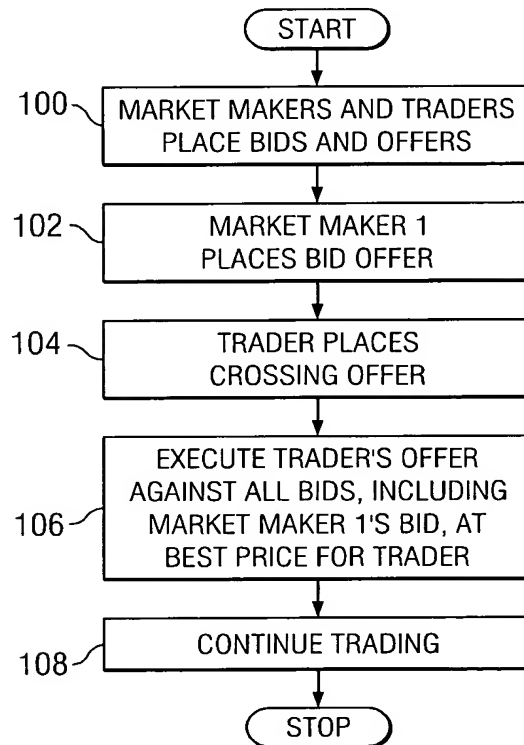 START
100
MARKET MAKERS AND TRADERS
PLACE BIDS AND OFFERS
102
MARKET MAKER 1
PLACES BID OFFER
104
TRADER PLACES
CROSSING OFFER
106
EXECUTE TRADER'S OFFER
AGAINST ALL BIDS, INCLUDING
MARKET MAKER 1'S BID, AT
BEST PRICE FOR TRADER
108
CONTINUE TRADING
STOP